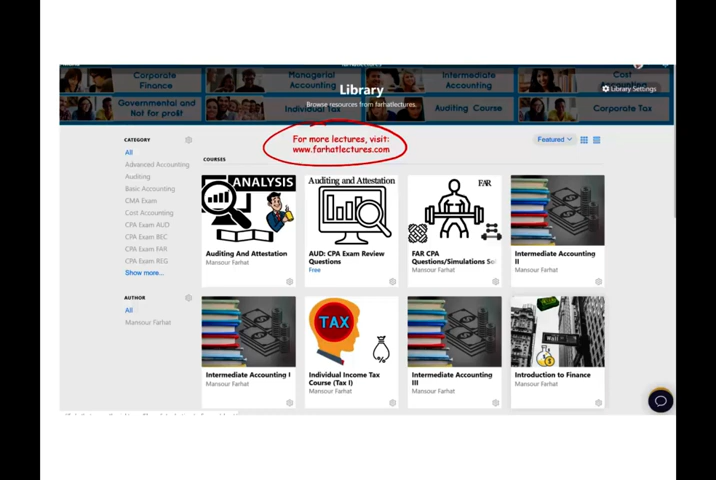 farhatlectures
Corporate
Finance
Managerial
Accounting
Intermediate
Accounting
Cost
Accounting
Library
Library Settings
Browse resources from farhatlectures.
Governmental and
Not for profit
Individual Tax
Auditing Course
Corporate Tax
For more lectures, visit:
www.farhatlectures.com
Featured
CATEGORY
All
Advanced Accounting
Auditing
Basic Accounting
CMA Exam
Cost Accounting
CPA Exam AUD
CPA Exam BEC
CPA Exam FAR
CPA Exam REG
Show more...
AUTHOR
All
Mansour Farhat
COURSES
ANALYSIS
Auditing And Attestation
Mansour Farhat
Auditing and Attestation
AUD: CPA Exam Review
Questions
Free
FAR
FAR CPA
Questions/Simulations
Mansour Farhat
Intermediate Accounting
II
Mansour Farhat
Intermediate Accounting I
Mansour Farhat
TAX
Individual Income Tax
Course (Tax I)
Mansour Farhat
Intermediate Accounting
III
Mansour Farhat
Introduction to Finance
Mansour Farhat